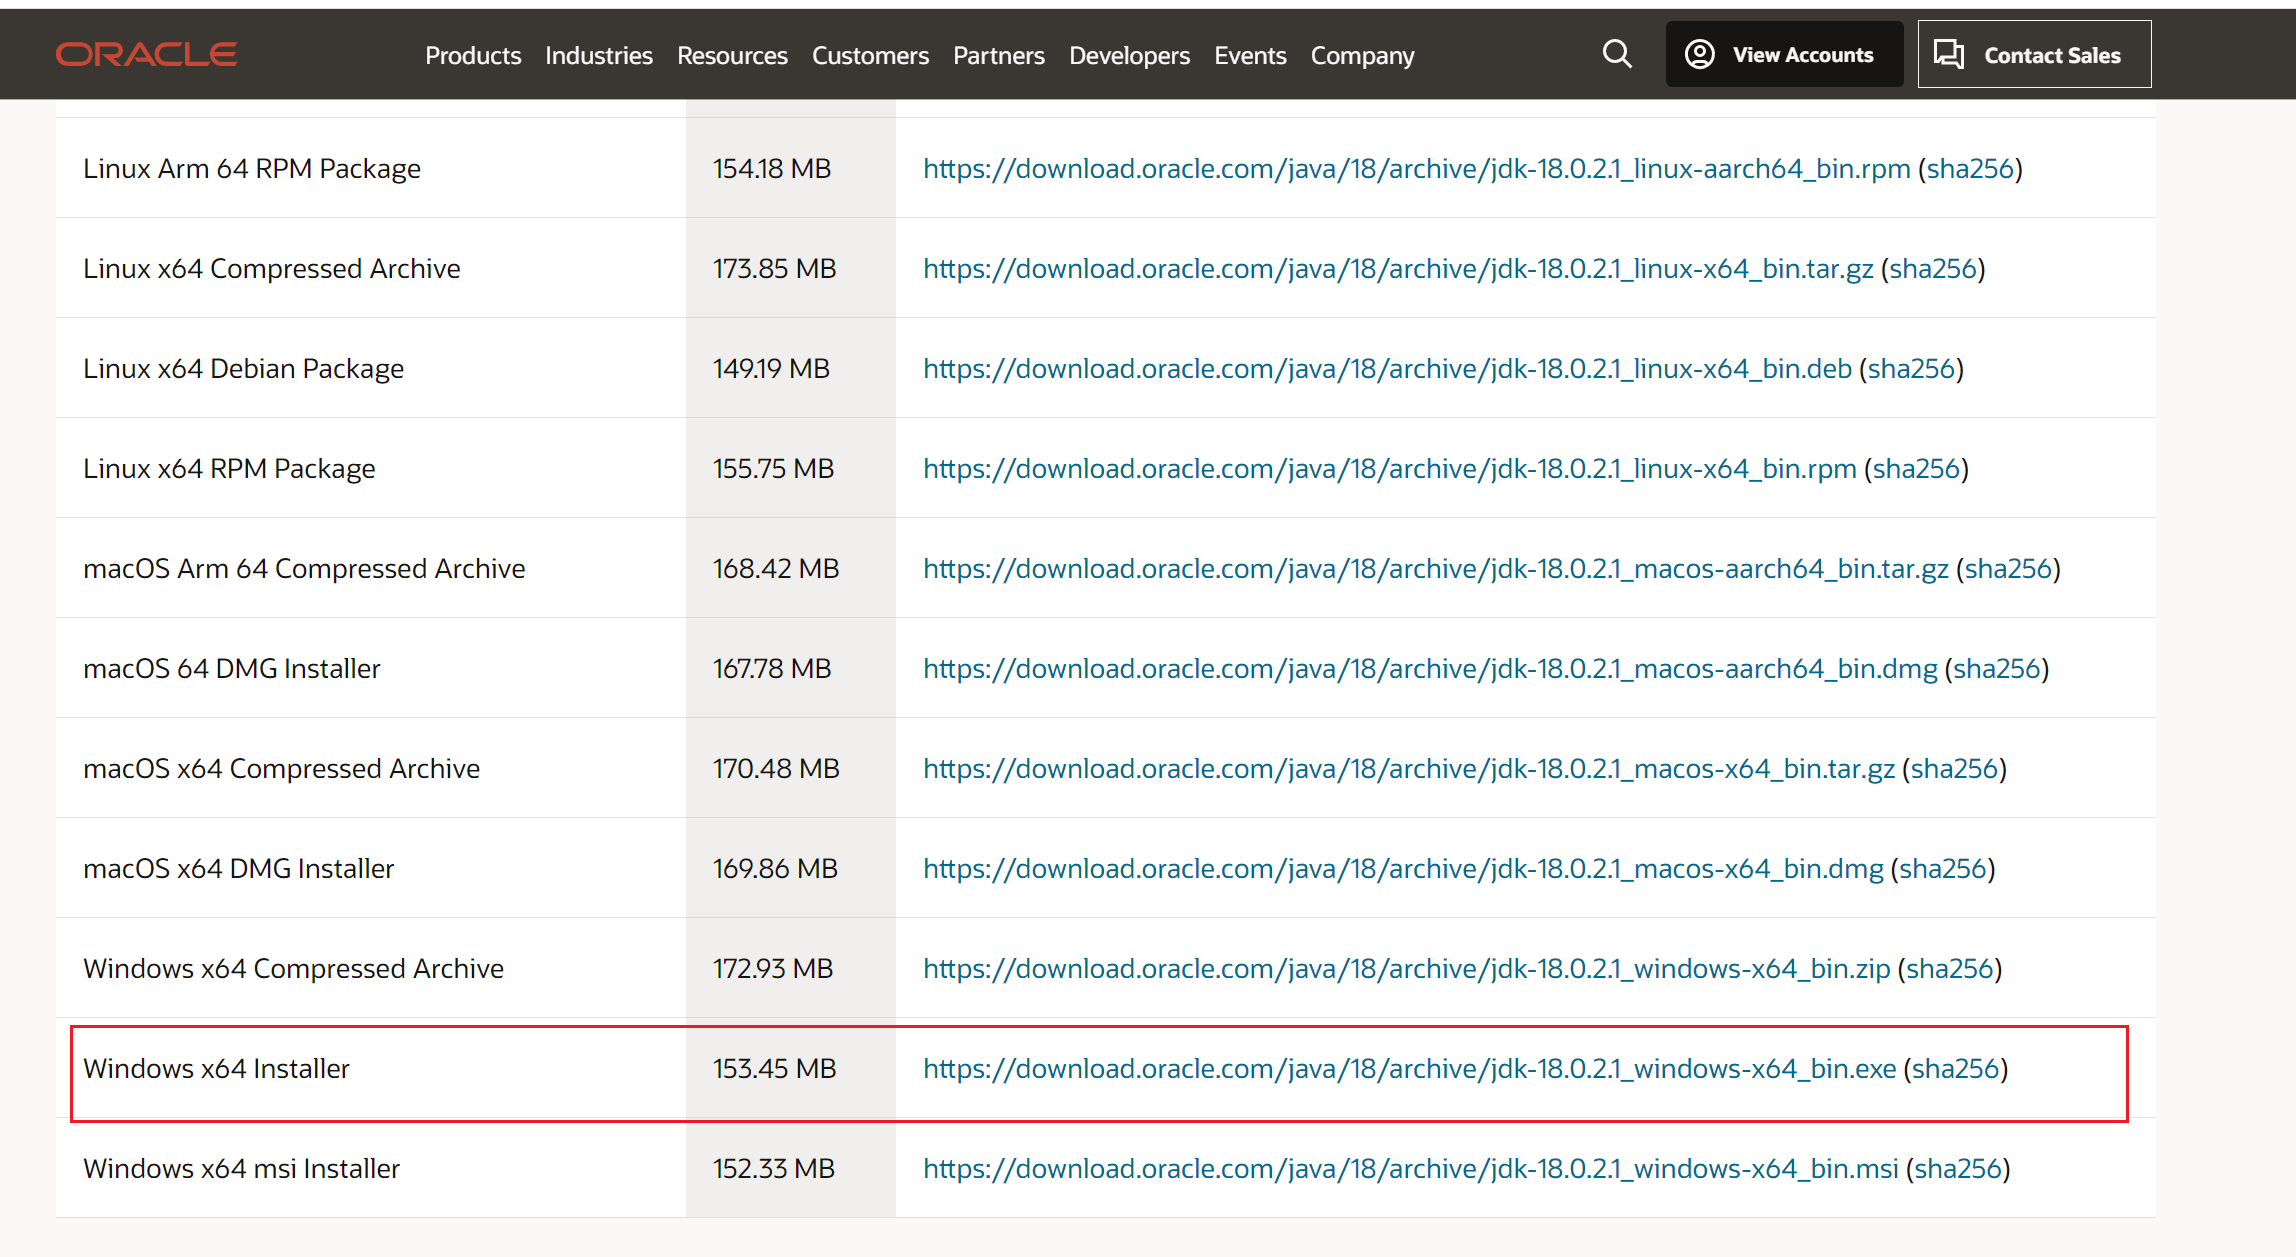 ORACLE Products Industries Resources Customers Partners Developers Events Company View Accounts Contact Sales
Linux Arm 64 RPM Package 154.18 MB https://download.oracle.com/java/18/archive/jdk-18.0.2.1_linux-aarch64_bin.rpm (sha256)
Linux x64 Compressed Archive 173.85 MB https://download.oracle.com/java/18/archive/jdk-18.0.2.1_linux-x64_bin.tar.gz (sha256)
Linux x64 Debian Package 149.19 MB https://download.oracle.com/java/18/archive/jdk-18.0.2.1_linux-x64_bin.deb (sha256)
Linux x64 RPM Package 155.75 MB https://download.oracle.com/java/18/archive/jdk-18.0.2.1_linux-x64_bin.rpm (sha256)
macOS Arm 64 Compressed Archive 168.42 MB https://download.oracle.com/java/18/archive/jdk-18.0.2.1_macos-aarch64_bin.tar.gz (sha256)
macOS 64 DMG Installer 167.78 MB https://download.oracle.com/java/18/archive/jdk-18.0.2.1_macos-aarch64_bin.dmg (sha256)
macOS x64 Compressed Archive 170.48 MB https://download.oracle.com/java/18/archive/jdk-18.0.2.1_macos-x64_bin.tar.gz (sha256)
macOS x64 DMG Installer 169.86 MB https://download.oracle.com/java/18/archive/jdk-18.0.2.1_macos-x64_bin.dmg (sha256)
Windows x64 Compressed Archive 172.93 MB https://download.oracle.com/java/18/archive/jdk-18.0.2.1_windows-x64_bin.zip (sha256)
Windows x64 Installer 153.45 MB https://download.oracle.com/java/18/archive/jdk-18.0.2.1_windows-x64_bin.exe (sha256)
Windows x64 msi Installer 152.33 MB https://download.oracle.com/java/18/archive/jdk-18.0.2.1_windows-x64_bin.msi (sha256)